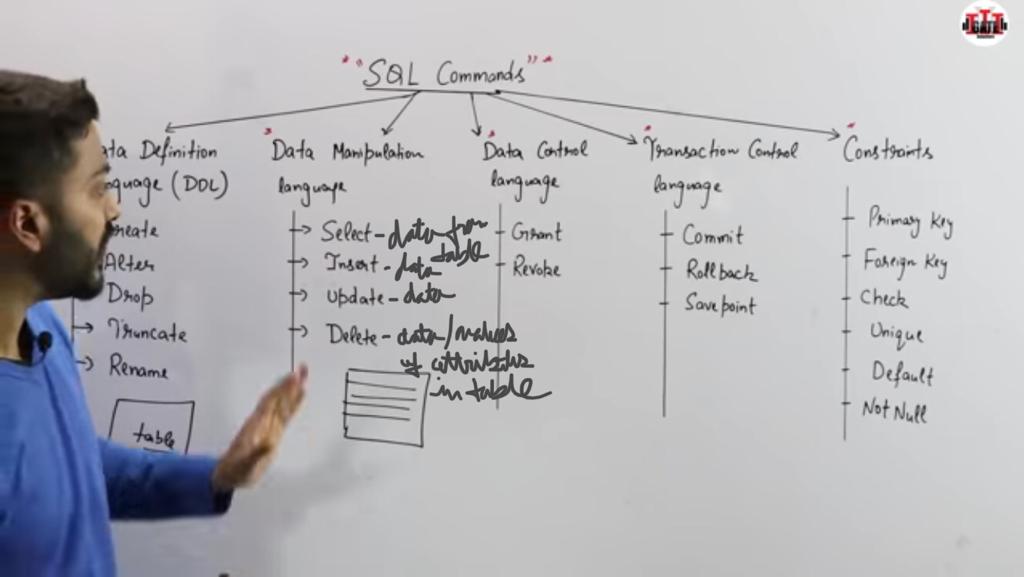 "SQL Commands"
ata Definition
nguage (DDL)
reate
Alter
Drop
Truncate
Rename
table
Data Manipulation
language
Select - data from
table
Insert - data
Update - data
Delete - data/values
of attributes
in table
Data Control
language
Grant
Revoke
Transaction Control
language
Commit
Rollback
Savepoint
Constraints
Primary Key
Foreign Key
Check
Unique
Default
Not Null
GATE